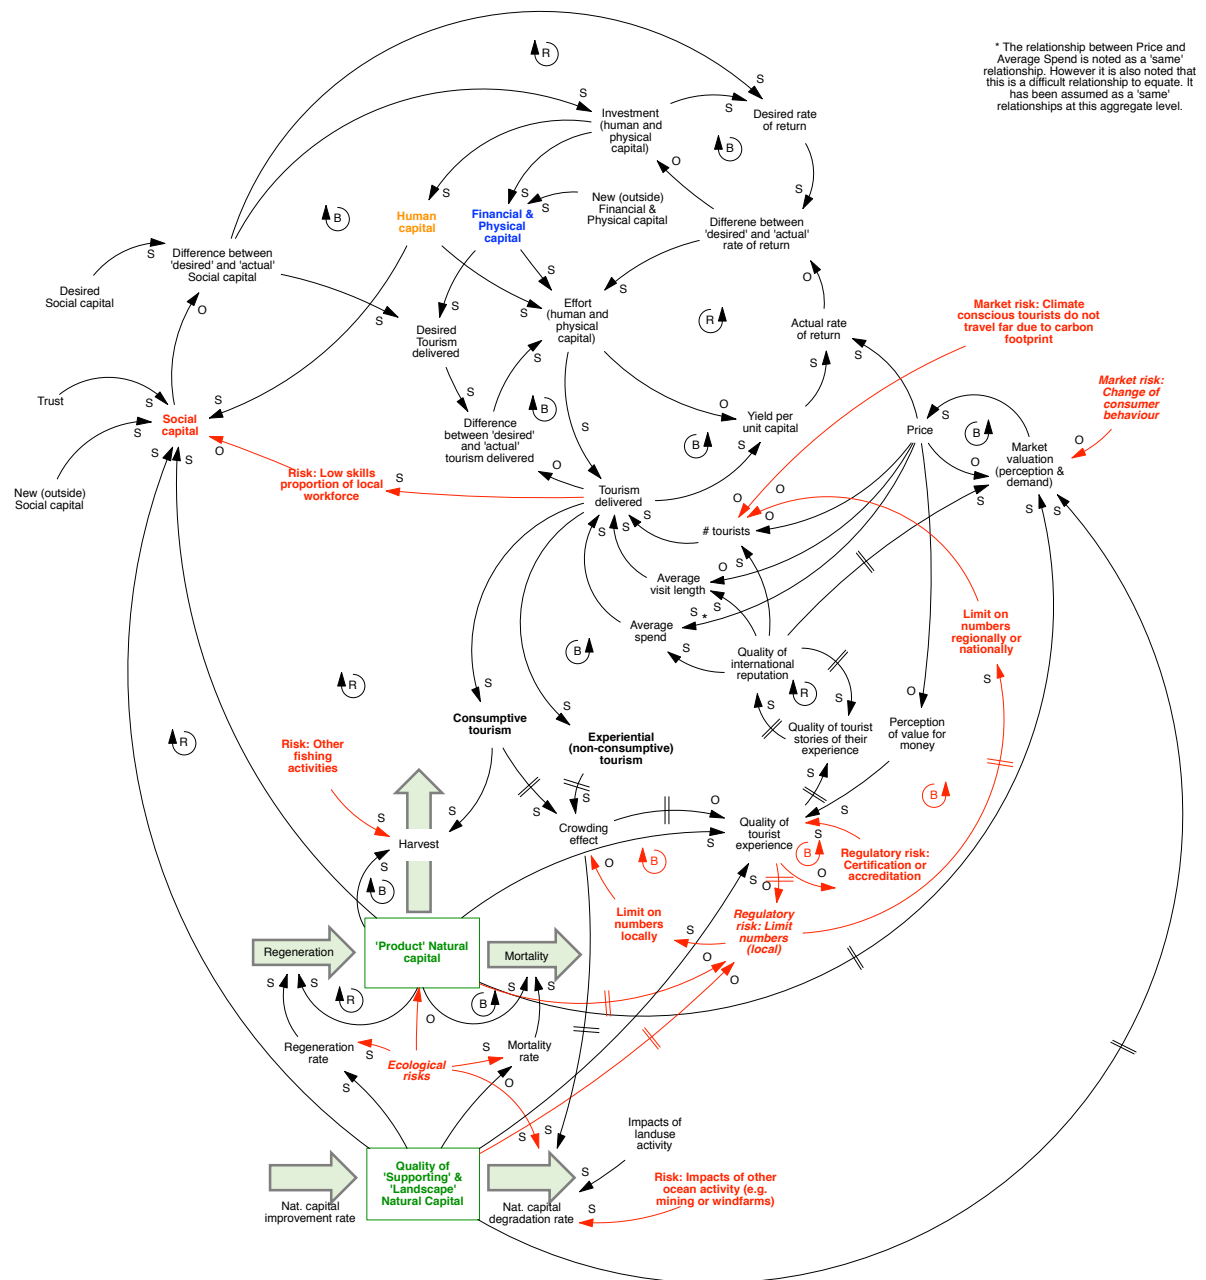 R
* The relationship between Price and
Average Spend is noted as a 'same'
relationship. However it is also noted that
this is a difficult relationship to equate. It
has been assumed as a 'same'
relationships at this aggregate level.
S
S
Investment
(human and
physical
capital)
S
Desired rate
of return
B
O
S
S
New (outside)
Financial &
Physical capital
S
S
B
Human
capital
Financial &
Physical
capital
Differene between
'desired' and 'actual'
rate of return
S
Difference between
'desired' and 'actual'
Social capital
Desired
Social capital
S
O
S
O
S
S
S
S
Effort
(human and
physical
capital)
R
Actual rate
of return
Market risk: Climate
conscious tourists do not
travel far due to carbon
footprint
Desired
Tourism
delivered
S
S
S
S
Market risk:
Change of
consumer
behaviour
Trust
S
S
S
Social
capital
S
B
O
Yield per
unit capital
S
Price
B
O
Difference
between 'desired'
and 'actual'
tourism delivered
S
B
S
Market
valuation
(perception &
demand)
S
S
O
Risk: Low skills
proportion of local
workforce
S
O
O
New (outside)
Social capital
Tourism
delivered
O
O
S
S
S
S
S
S
O
# tourists
S
S
O
S
Average
visit length
S
S
*
Average
spend
S
Limit on
numbers
regionally or
nationally
B
Quality of
international
reputation
S
R
S
R
S
S
O
S
Consumptive
tourism
S
Quality of tourist
stories of their
experience
Perception
of value for
money
R
Experiential
(non-consumptive)
tourism
Risk: Other
fishing
activities
S
B
S
S
S
O
S
S
S
Harvest
Crowding
effect
Quality of
tourist
experience
S
S
B
Regulatory risk:
Certification or
accreditation
S
B
O
S
O
O
B
Limit on
numbers
locally
Regulatory
risk: Limit
numbers
(local)
S
'Product' Natural
capital
Regeneration
Mortality
O
O
S
S
R
S
S
B
O
Regeneration
rate
S
Ecological
risks
S
Mortality
rate
O
S
S
S
Impacts of
landuse
activity
Quality of
'Supporting' &
'Landscape'
Natural Capital
S
Risk: Impacts of other
ocean activity (e.g.
mining or windfarms)
Nat. capital
improvement rate
Nat. capital
degradation rate
S